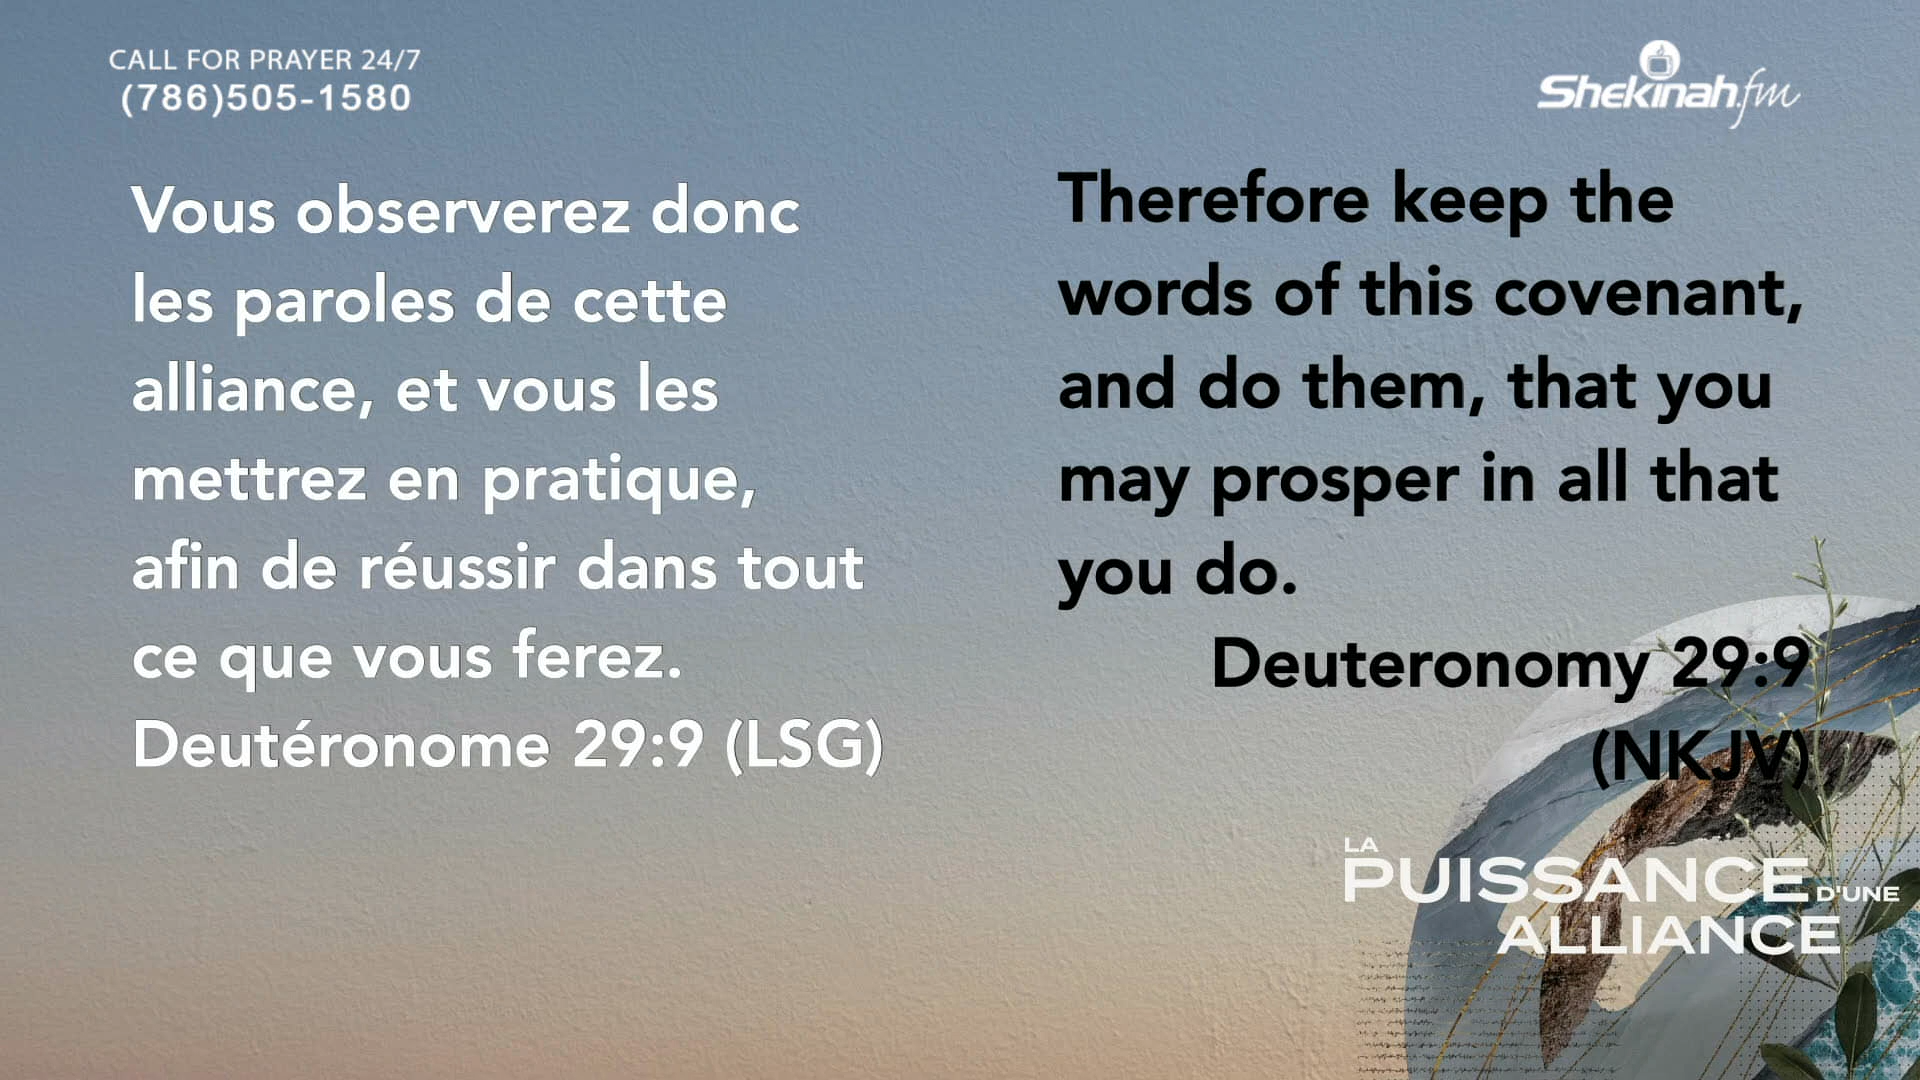 CALL FOR PRAYER 24/7
(786)505-1580
Shekinah.fm
Vous observerez donc
les paroles de cette
alliance, et vous les
mettrez en pratique,
afin de réussir dans tout
ce que vous ferez.
Deutéronome 29:9 (LSG)
Therefore keep the
words of this covenant,
and do them, that you
may prosper in all that
you do.
Deuteronomy 29:9
(NKJV)
LA
PUISSANCE D'UNE
ALLIANCE